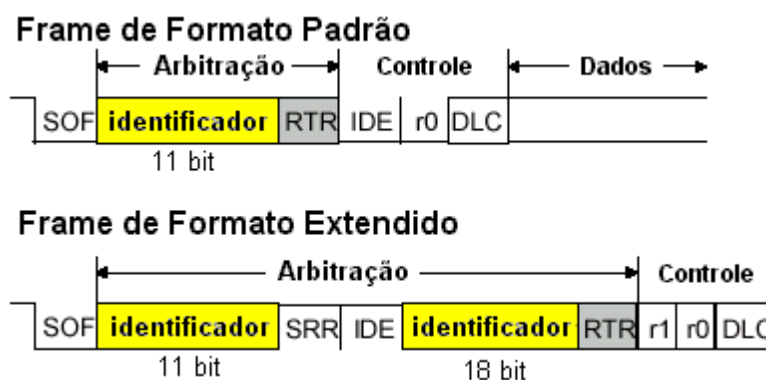 Frame de Formato Padrão
Arbitração Controle Dados
SOF identificador RTR IDE r0 DLC
11 bit
Frame de Formato Extendido
Arbitração Controle
SOF identificador SRR IDE identificador RTR r1 r0 DLC
11 bit 18 bit